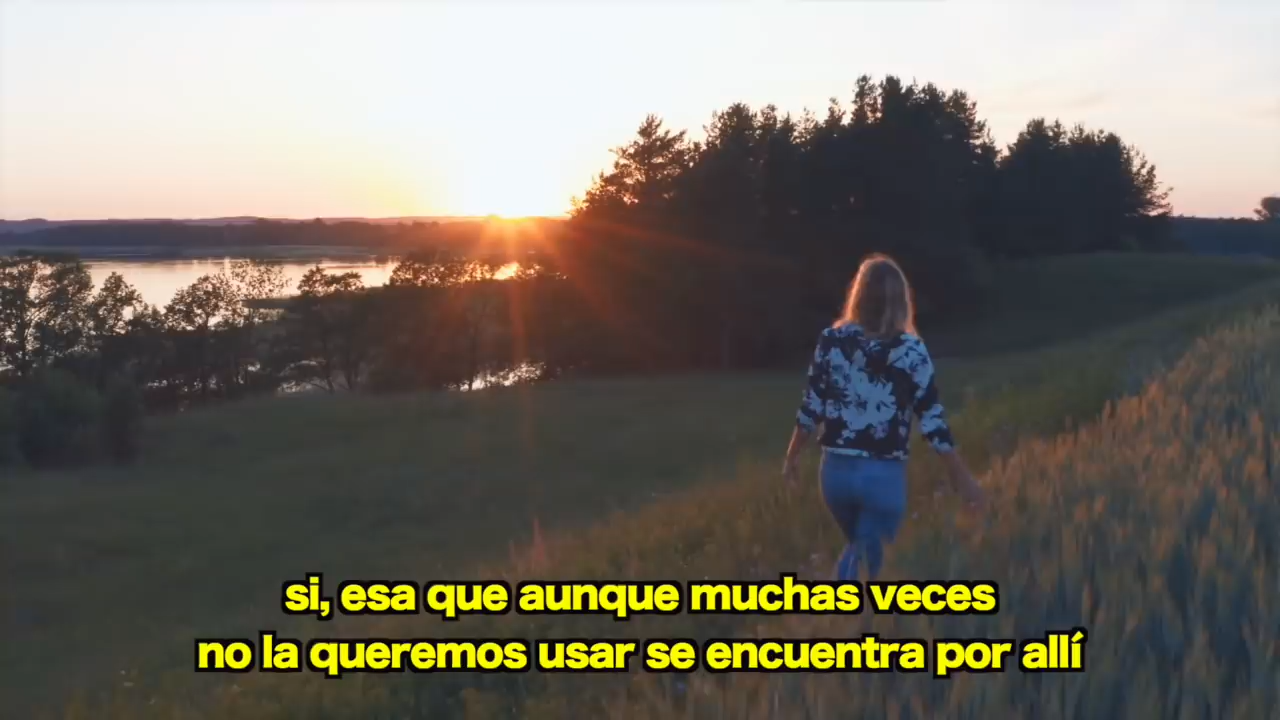 si, esa que aunque muchas veces
no la queremos usar se encuentra por allí